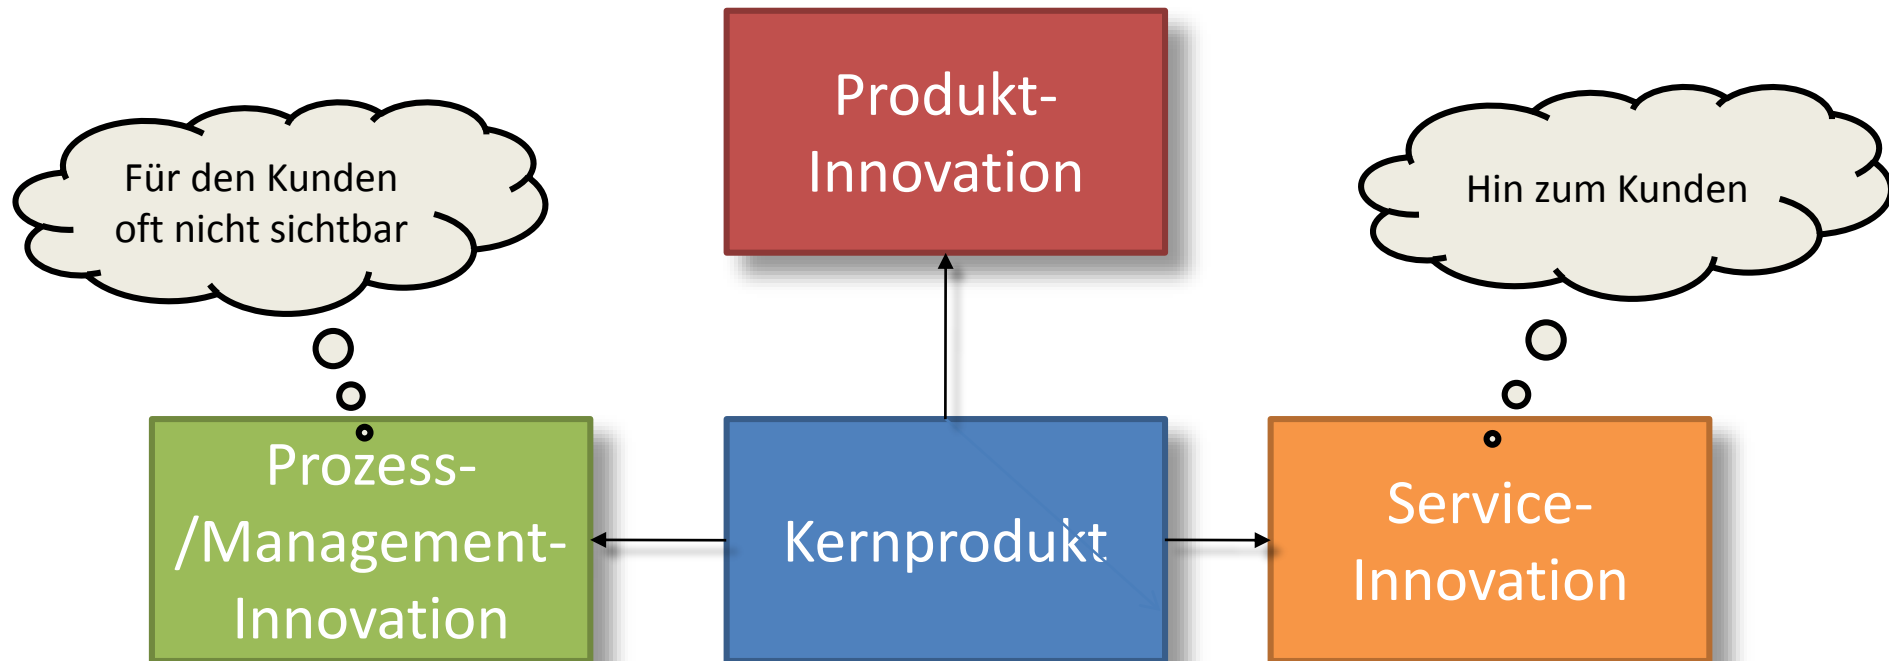 Produkt-
Innovation
Für den Kunden
oft nicht sichtbar
Hin zum Kunden
Prozess-
/Management-
Innovation
Kernprodukt
Service-
Innovation